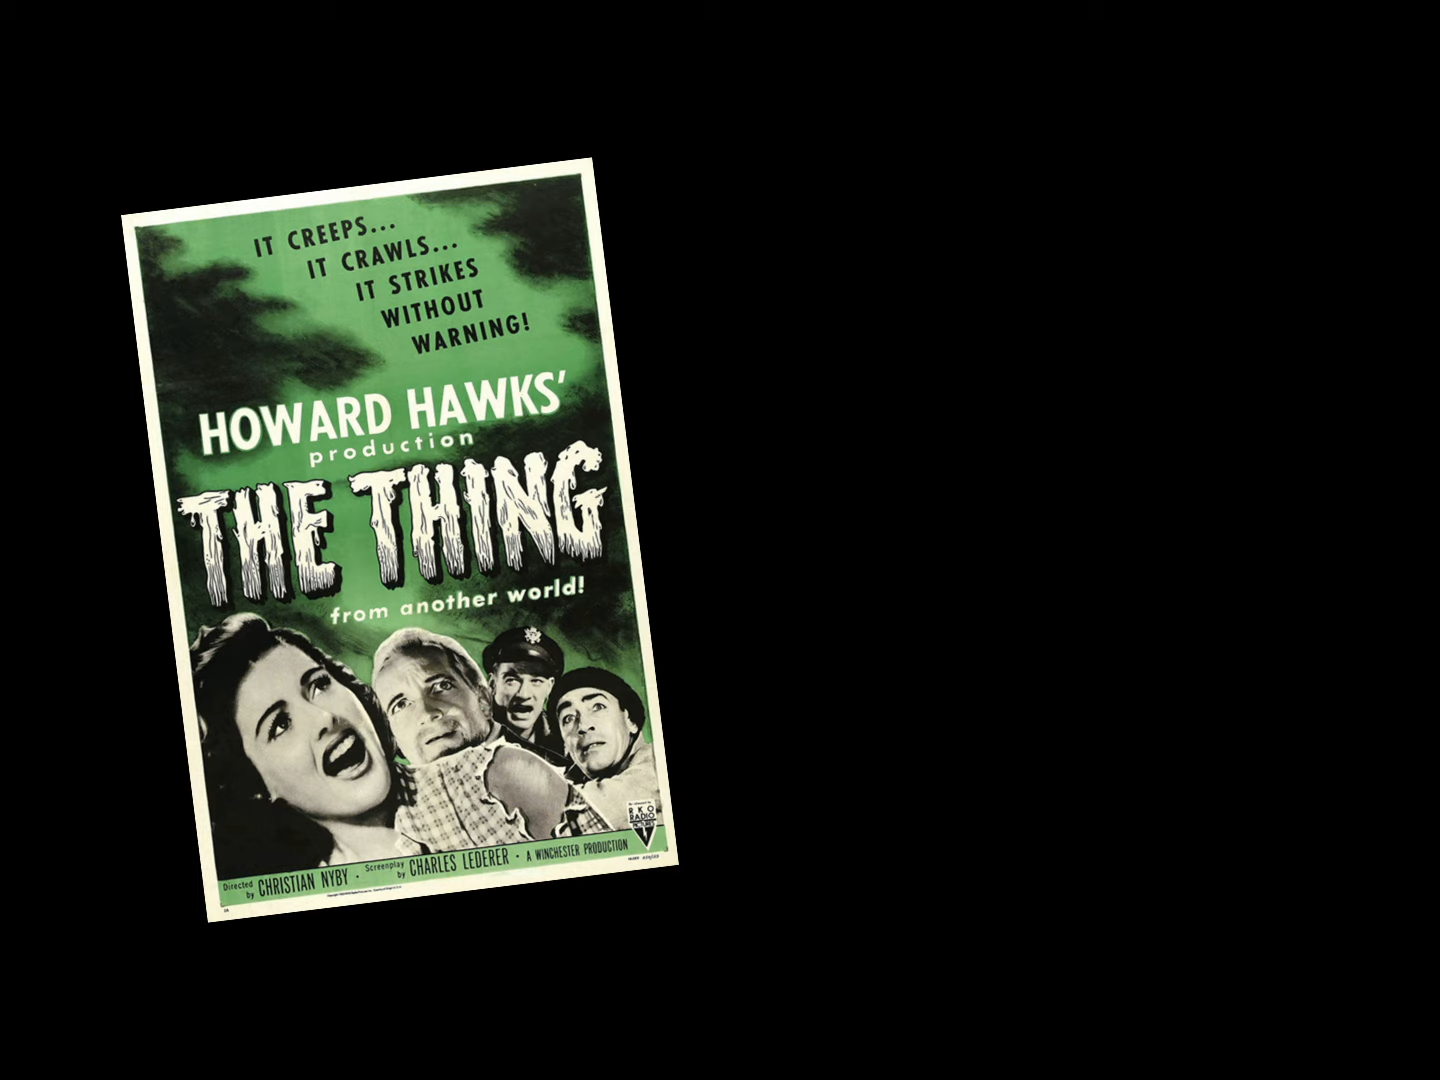 IT CREEPS...
IT CRAWLS...
IT STRIKES
WITHOUT
WARNING!
HOWARD HAWKS'
production
THE THING
from another world!
RKO
RADIO
PICTURES
Directed by CHRISTIAN NYBY · Screenplay by CHARLES LEDERER · A WINCHESTER PRODUCTION